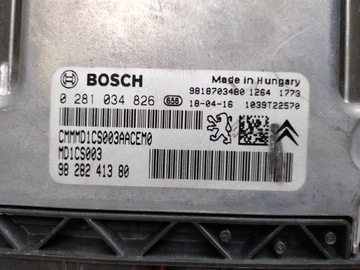 BOSCH
Made in Hungary
0 281 034 826 658
9818703480 1264 1773
18-04-16 1039T22570
CMMMD1CS003AACEM0
MD1CS003
98 282 413 80